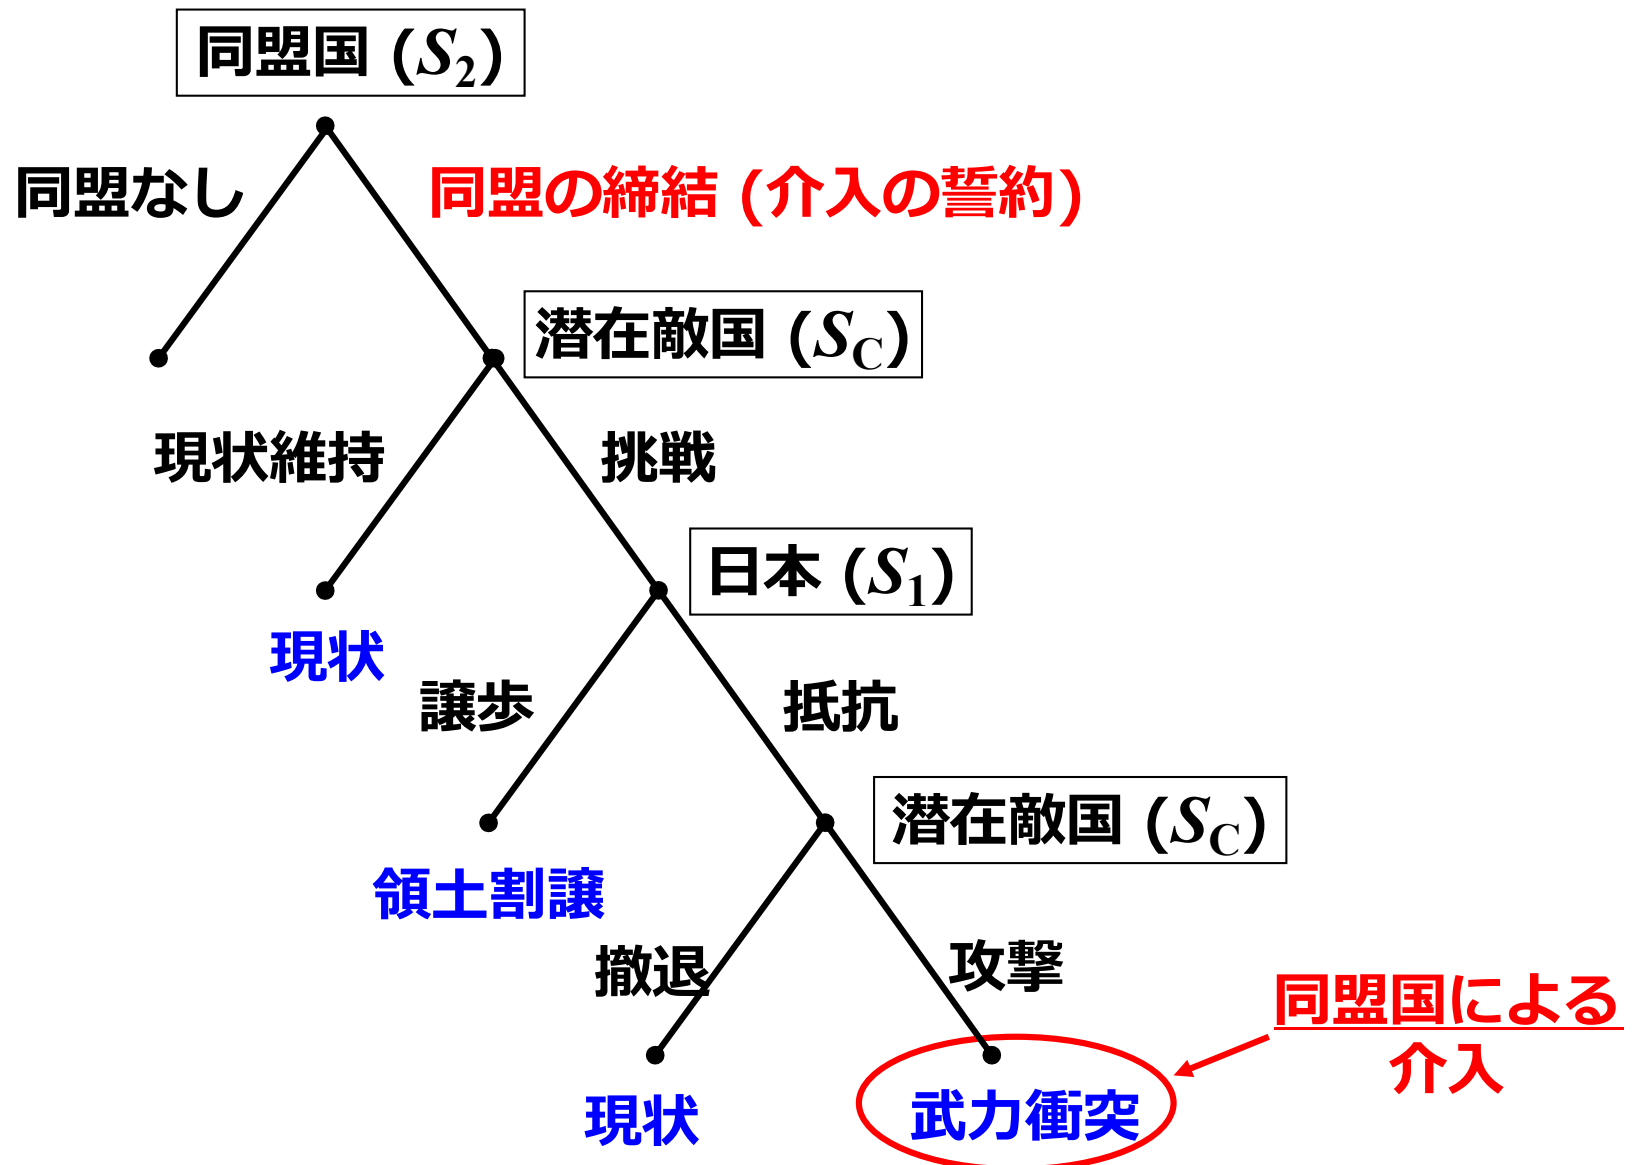 同盟国 (S2)
同盟なし
同盟の締結 (介入の誓約)
潜在敵国 (SC)
現状維持
挑戦
日本 (S1)
現状
譲歩
抵抗
潜在敵国 (SC)
領土割譲
撤退
攻撃
同盟国による
介入
現状
武力衝突